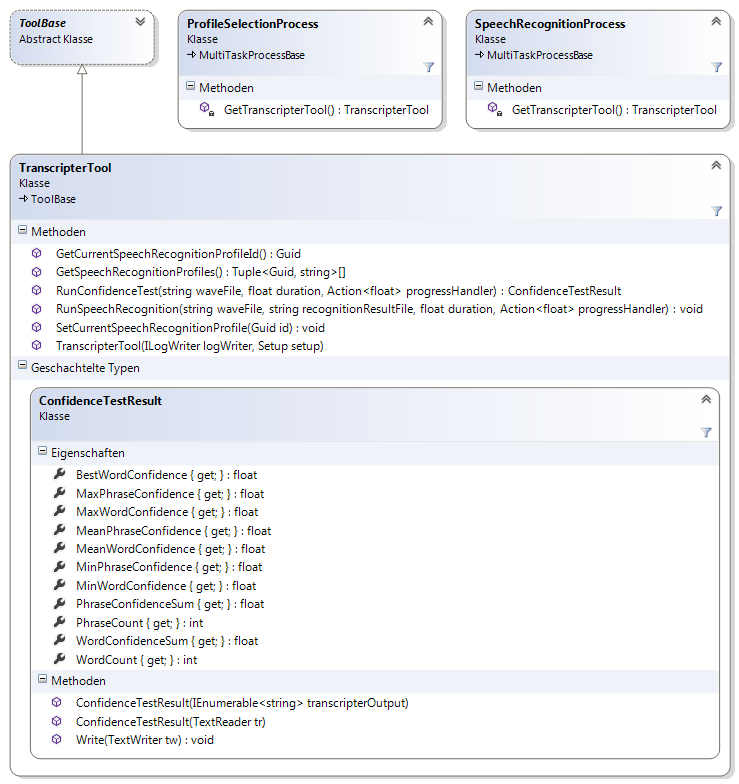 ToolBase
Abstract Klasse
ProfileSelectionProcess
Klasse
MultiTaskProcessBase
Methoden
GetTranscripterTool() : TranscripterTool
SpeechRecognitionProcess
Klasse
MultiTaskProcessBase
Methoden
GetTranscripterTool() : TranscripterTool
TranscripterTool
Klasse
ToolBase
Methoden
GetCurrentSpeechRecognitionProfileId() : Guid
GetSpeechRecognitionProfiles() : Tuple<Guid, string>[]
RunConfidenceTest(string waveFile, float duration, Action<float> progressHandler) : ConfidenceTestResult
RunSpeechRecognition(string waveFile, string recognitionResultFile, float duration, Action<float> progressHandler) : void
SetCurrentSpeechRecognitionProfile(Guid id) : void
TranscripterTool(ILogWriter logWriter, Setup setup)
Geschachtelte Typen
ConfidenceTestResult
Klasse
Eigenschaften
BestWordConfidence { get; } : float
MaxPhraseConfidence { get; } : float
MaxWordConfidence { get; } : float
MeanPhraseConfidence { get; } : float
MeanWordConfidence { get; } : float
MinPhraseConfidence { get; } : float
MinWordConfidence { get; } : float
PhraseConfidenceSum { get; } : float
PhraseCount { get; } : int
WordConfidenceSum { get; } : float
WordCount { get; } : int
Methoden
ConfidenceTestResult(IEnumerable<string> transcripterOutput)
ConfidenceTestResult(TextReader tr)
Write(TextWriter tw) : void